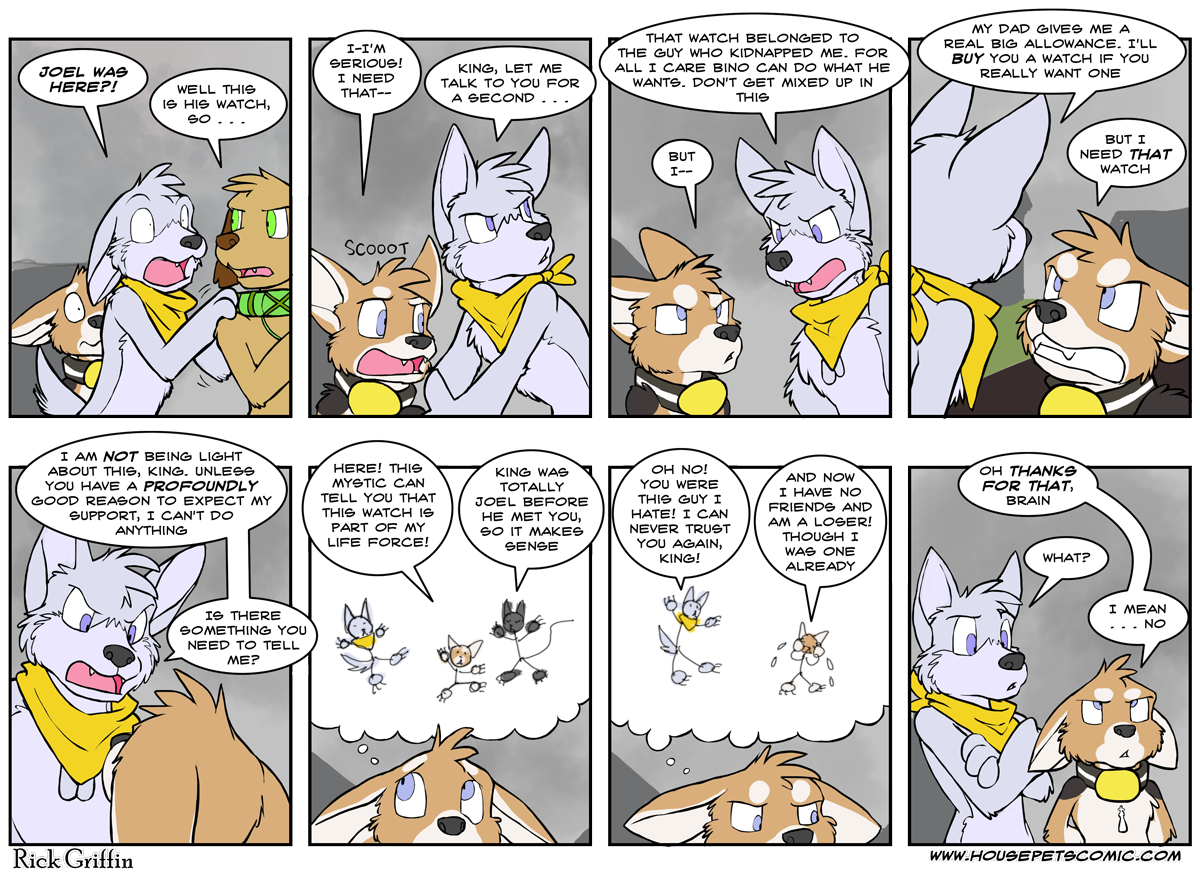 JOEL WAS
HERE?!
WELL THIS
IS HIS WATCH,
SO . . .
I-I'M
SERIOUS!
I NEED
THAT--
KING, LET ME
TALK TO YOU FOR
A SECOND . . .
SCOOOT
THAT WATCH BELONGED TO
THE GUY WHO KIDNAPPED ME. FOR
ALL I CARE BINO CAN DO WHAT HE
WANTS. DON'T GET MIXED UP IN
THIS
BUT
I--
MY DAD GIVES ME A
REAL BIG ALLOWANCE. I'LL
BUY YOU A WATCH IF YOU
REALLY WANT ONE
BUT I
NEED THAT
WATCH
I AM NOT BEING LIGHT
ABOUT THIS, KING. UNLESS
YOU HAVE A PROFOUNDLY
GOOD REASON TO EXPECT MY
SUPPORT, I CAN'T DO
ANYTHING
IS THERE
SOMETHING YOU
NEED TO TELL
ME?
HERE! THIS
MYSTIC CAN
TELL YOU THAT
THIS WATCH IS
PART OF MY
LIFE FORCE!
KING WAS
TOTALLY
JOEL BEFORE
HE MET YOU,
SO IT MAKES
SENSE
OH NO!
YOU WERE
THIS GUY I
HATE! I CAN
NEVER TRUST
YOU AGAIN,
KING!
AND NOW
I HAVE NO
FRIENDS AND
AM A LOSER!
THOUGH I
WAS ONE
ALREADY
OH THANKS
FOR THAT,
BRAIN
WHAT?
I MEAN
. . . NO
Rick Griffin
WWW.HOUSEPETSCOMIC.COM